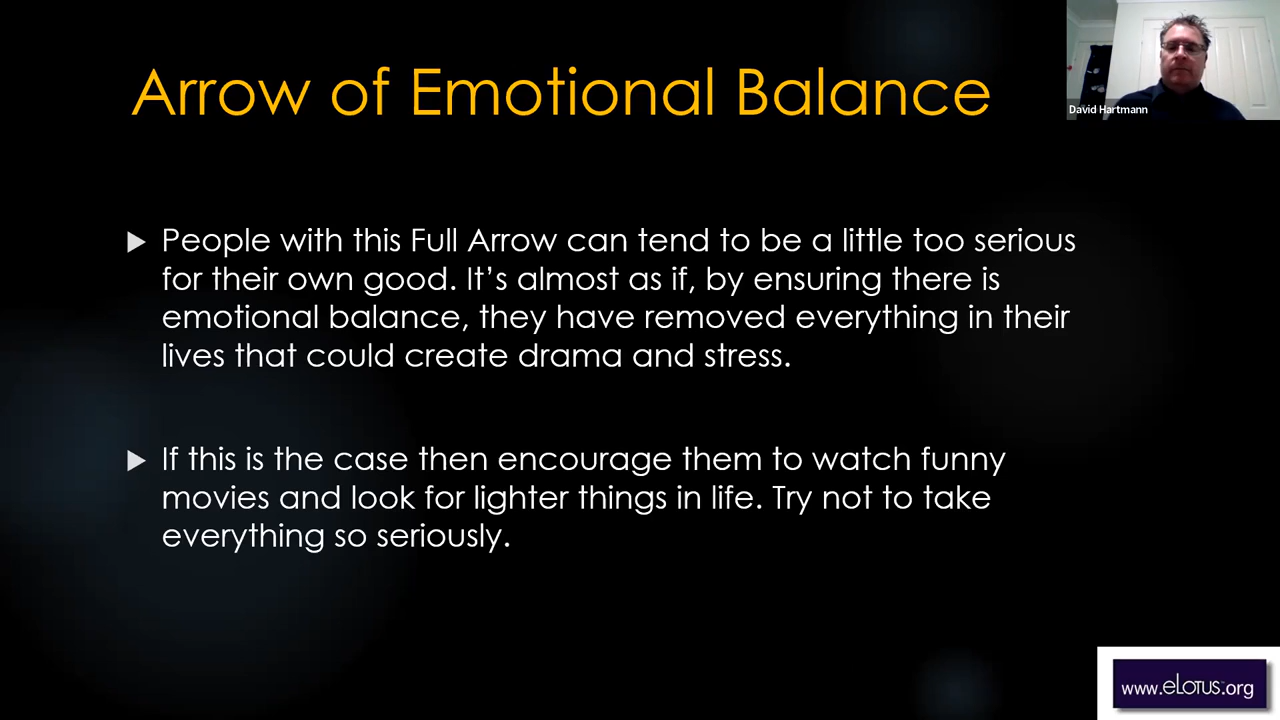 Arrow of Emotional Balance
David Hartmann
People with this Full Arrow can tend to be a little too serious
for their own good. It’s almost as if, by ensuring there is
emotional balance, they have removed everything in their
lives that could create drama and stress.
If this is the case then encourage them to watch funny
movies and look for lighter things in life. Try not to take
everything so seriously.
www.eLotus.org